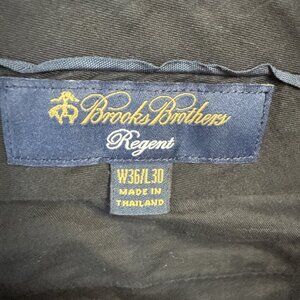 Brooks Brothers
Regent
W36/L30
MADE IN
THAILAND